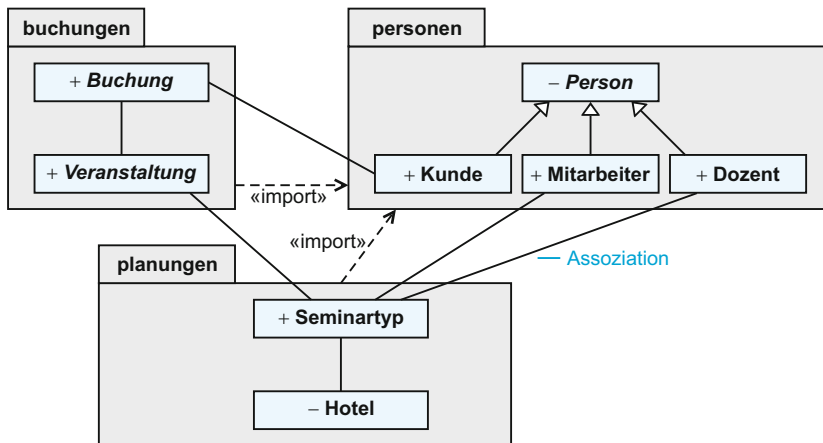 buchungen
personen
+ Buchung
– Person
+ Veranstaltung
+ Kunde
+ Mitarbeiter
+ Dozent
«import»
«import»
planungen
Assoziation
+ Seminartyp
– Hotel